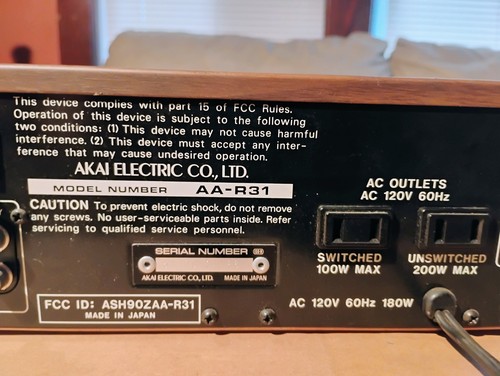 This device complies with part 15 of FCC Rules.
Operation of this device is subject to the following
two conditions: (1) This device may not cause harmful
interference. (2) This device must accept any inter-
ference that may cause undesired operation.
AKAI ELECTRIC CO., LTD.
MODEL NUMBER AA-R31
CAUTION To prevent electric shock, do not remove
any screws. No user-serviceable parts inside. Refer
servicing to qualified service personnel.
SERIAL NUMBER
AKAI ELECTRIC CO., LTD. MADE IN JAPAN
FCC ID: ASH90ZAA-R31
MADE IN JAPAN
AC OUTLETS
AC 120V 60Hz
SWITCHED
100W MAX
UNSWITCHED
200W MAX
AC 120V 60Hz 180W